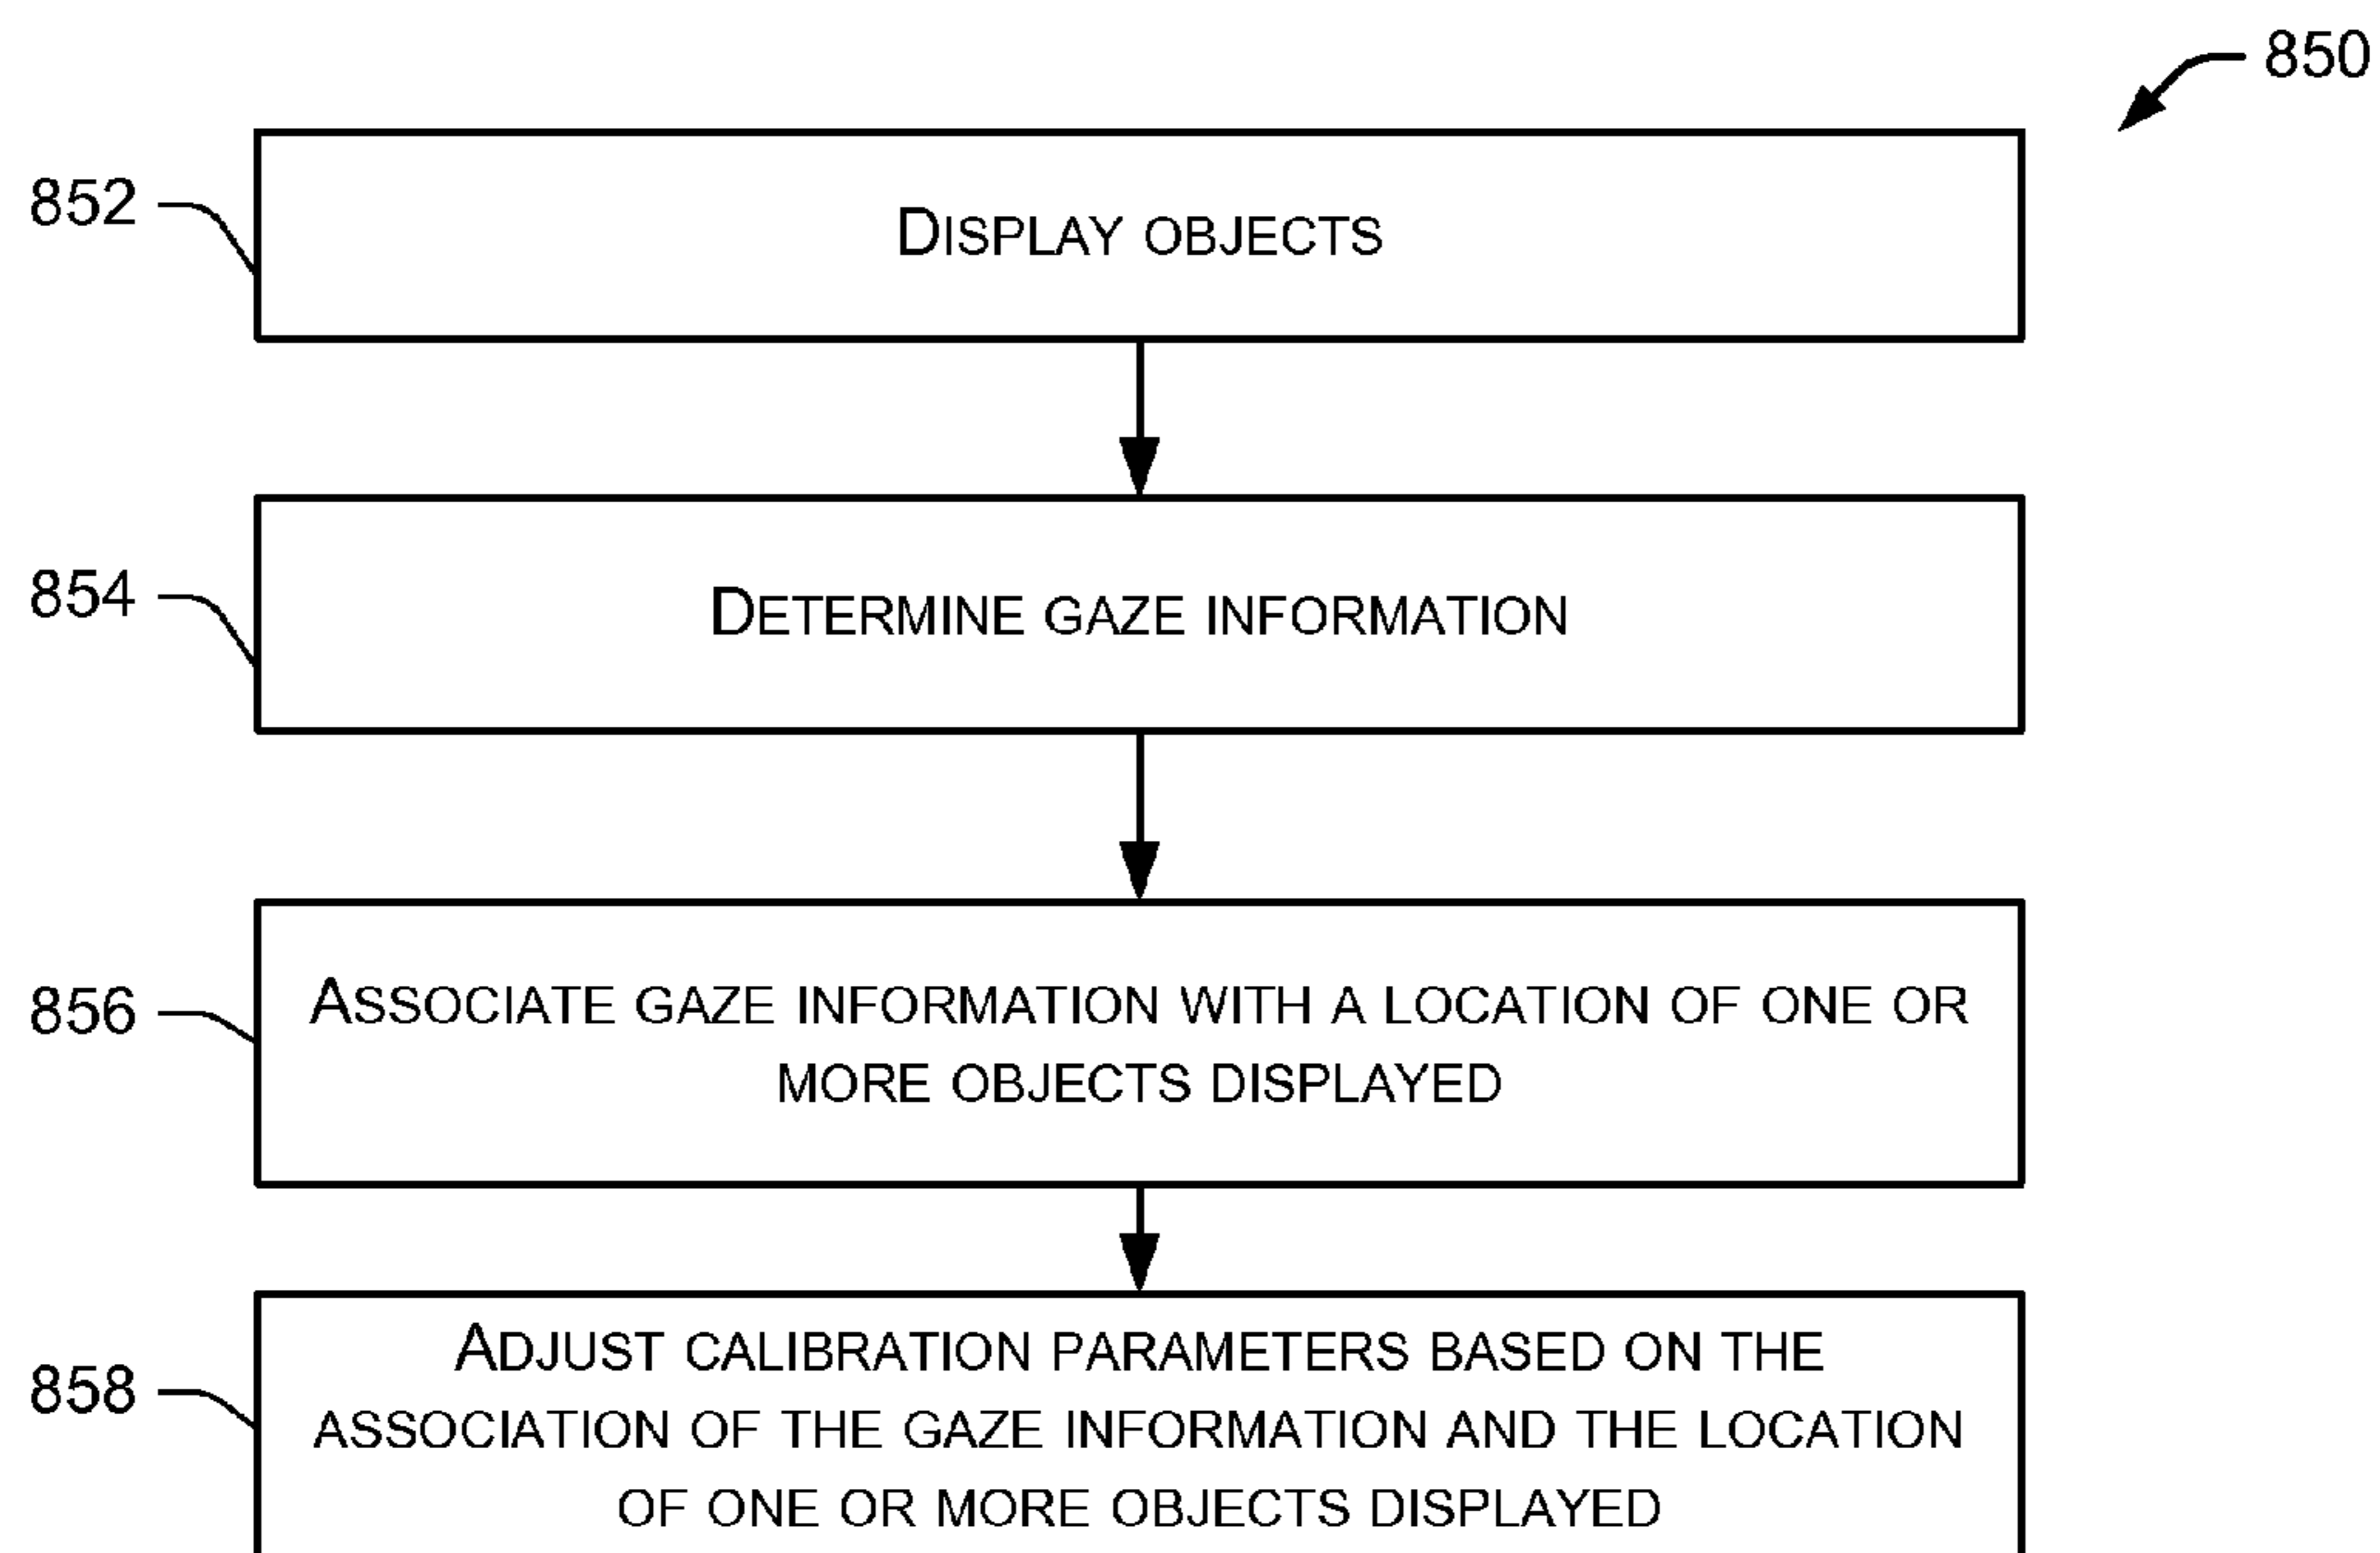 850
852
DISPLAY OBJECTS
854
DETERMINE GAZE INFORMATION
856
ASSOCIATE GAZE INFORMATION WITH A LOCATION OF ONE OR
MORE OBJECTS DISPLAYED
858
ADJUST CALIBRATION PARAMETERS BASED ON THE
ASSOCIATION OF THE GAZE INFORMATION AND THE LOCATION
OF ONE OR MORE OBJECTS DISPLAYED